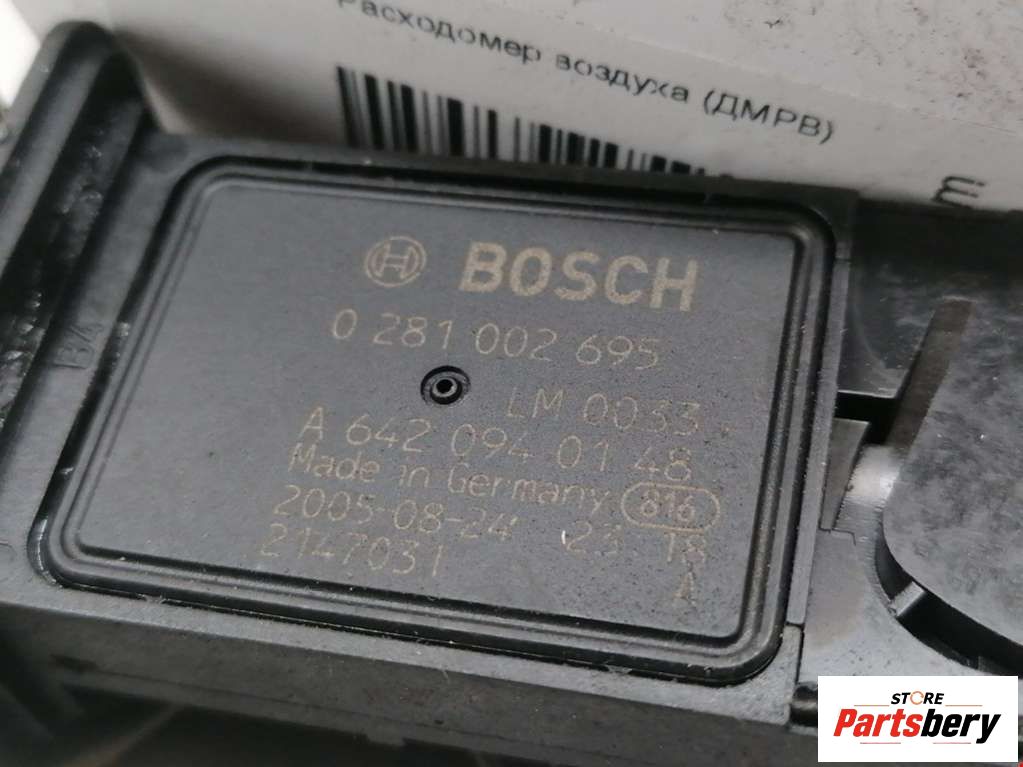 Расходомер воздуха (ДМРВ)
BOSCH
0 281 002 695
LM 0033
A 642 094 01 48
Made in Germany 816
2005-08-24 23 18
2147031 A
STORE
Partsbery